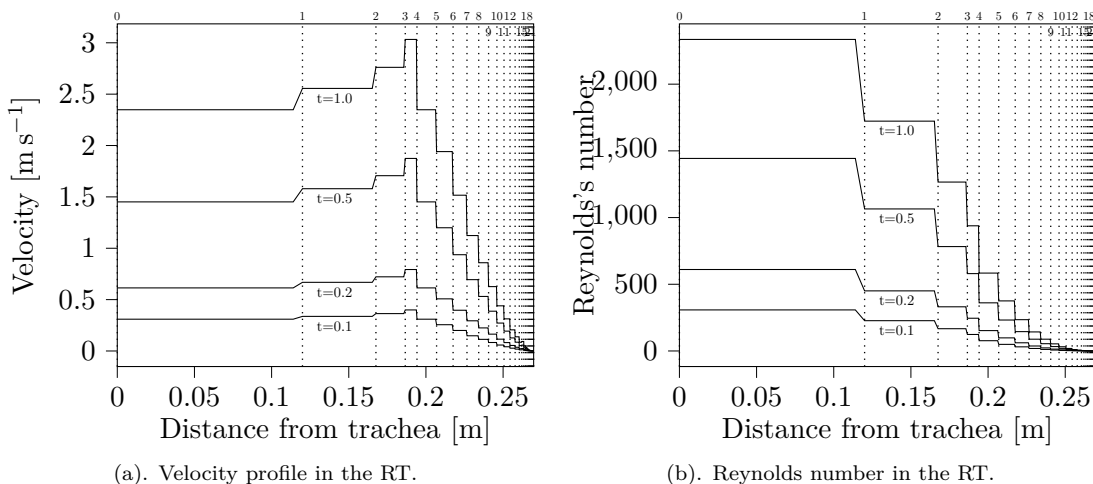 0 1 2 3 4 5 6 7 8 10 12 18
9 11
3
2.5
2
1.5
1
0.5
0
Velocity [m s⁻¹]
t=1.0
t=0.5
t=0.2
t=0.1
0 0.05 0.1 0.15 0.2 0.25
Distance from trachea [m]
(a). Velocity profile in the RT.
0 1 2 3 4 5 6 7 8 10 12 18
9 11
2,000
1,500
1,000
500
0
Reynolds's number
t=1.0
t=0.5
t=0.2
t=0.1
0 0.05 0.1 0.15 0.2 0.25
Distance from trachea [m]
(b). Reynolds number in the RT.